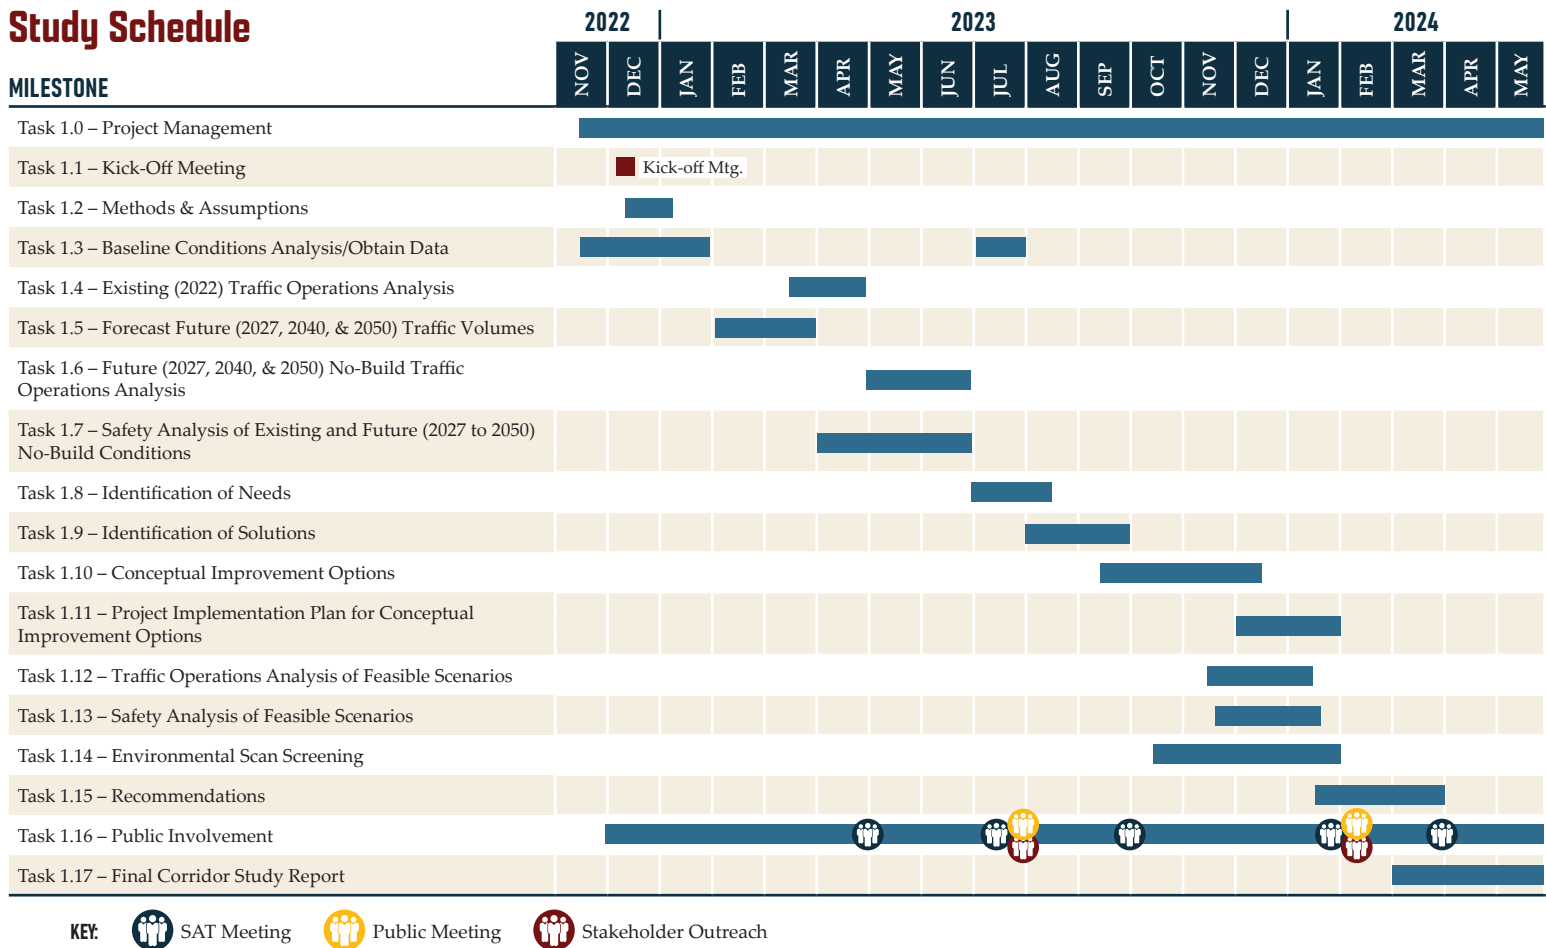 Study Schedule
2022 | 2023 | 2024
MILESTONE
NOV DEC JAN FEB MAR APR MAY JUN JUL AUG SEP OCT NOV DEC JAN FEB MAR APR MAY
Task 1.0 – Project Management
Task 1.1 – Kick-Off Meeting
Kick-off Mtg.
Task 1.2 – Methods & Assumptions
Task 1.3 – Baseline Conditions Analysis/Obtain Data
Task 1.4 – Existing (2022) Traffic Operations Analysis
Task 1.5 – Forecast Future (2027, 2040, & 2050) Traffic Volumes
Task 1.6 – Future (2027, 2040, & 2050) No-Build Traffic
Operations Analysis
Task 1.7 – Safety Analysis of Existing and Future (2027 to 2050)
No-Build Conditions
Task 1.8 – Identification of Needs
Task 1.9 – Identification of Solutions
Task 1.10 – Conceptual Improvement Options
Task 1.11 – Project Implementation Plan for Conceptual
Improvement Options
Task 1.12 – Traffic Operations Analysis of Feasible Scenarios
Task 1.13 – Safety Analysis of Feasible Scenarios
Task 1.14 – Environmental Scan Screening
Task 1.15 – Recommendations
Task 1.16 – Public Involvement
Task 1.17 – Final Corridor Study Report
KEY: SAT Meeting Public Meeting Stakeholder Outreach